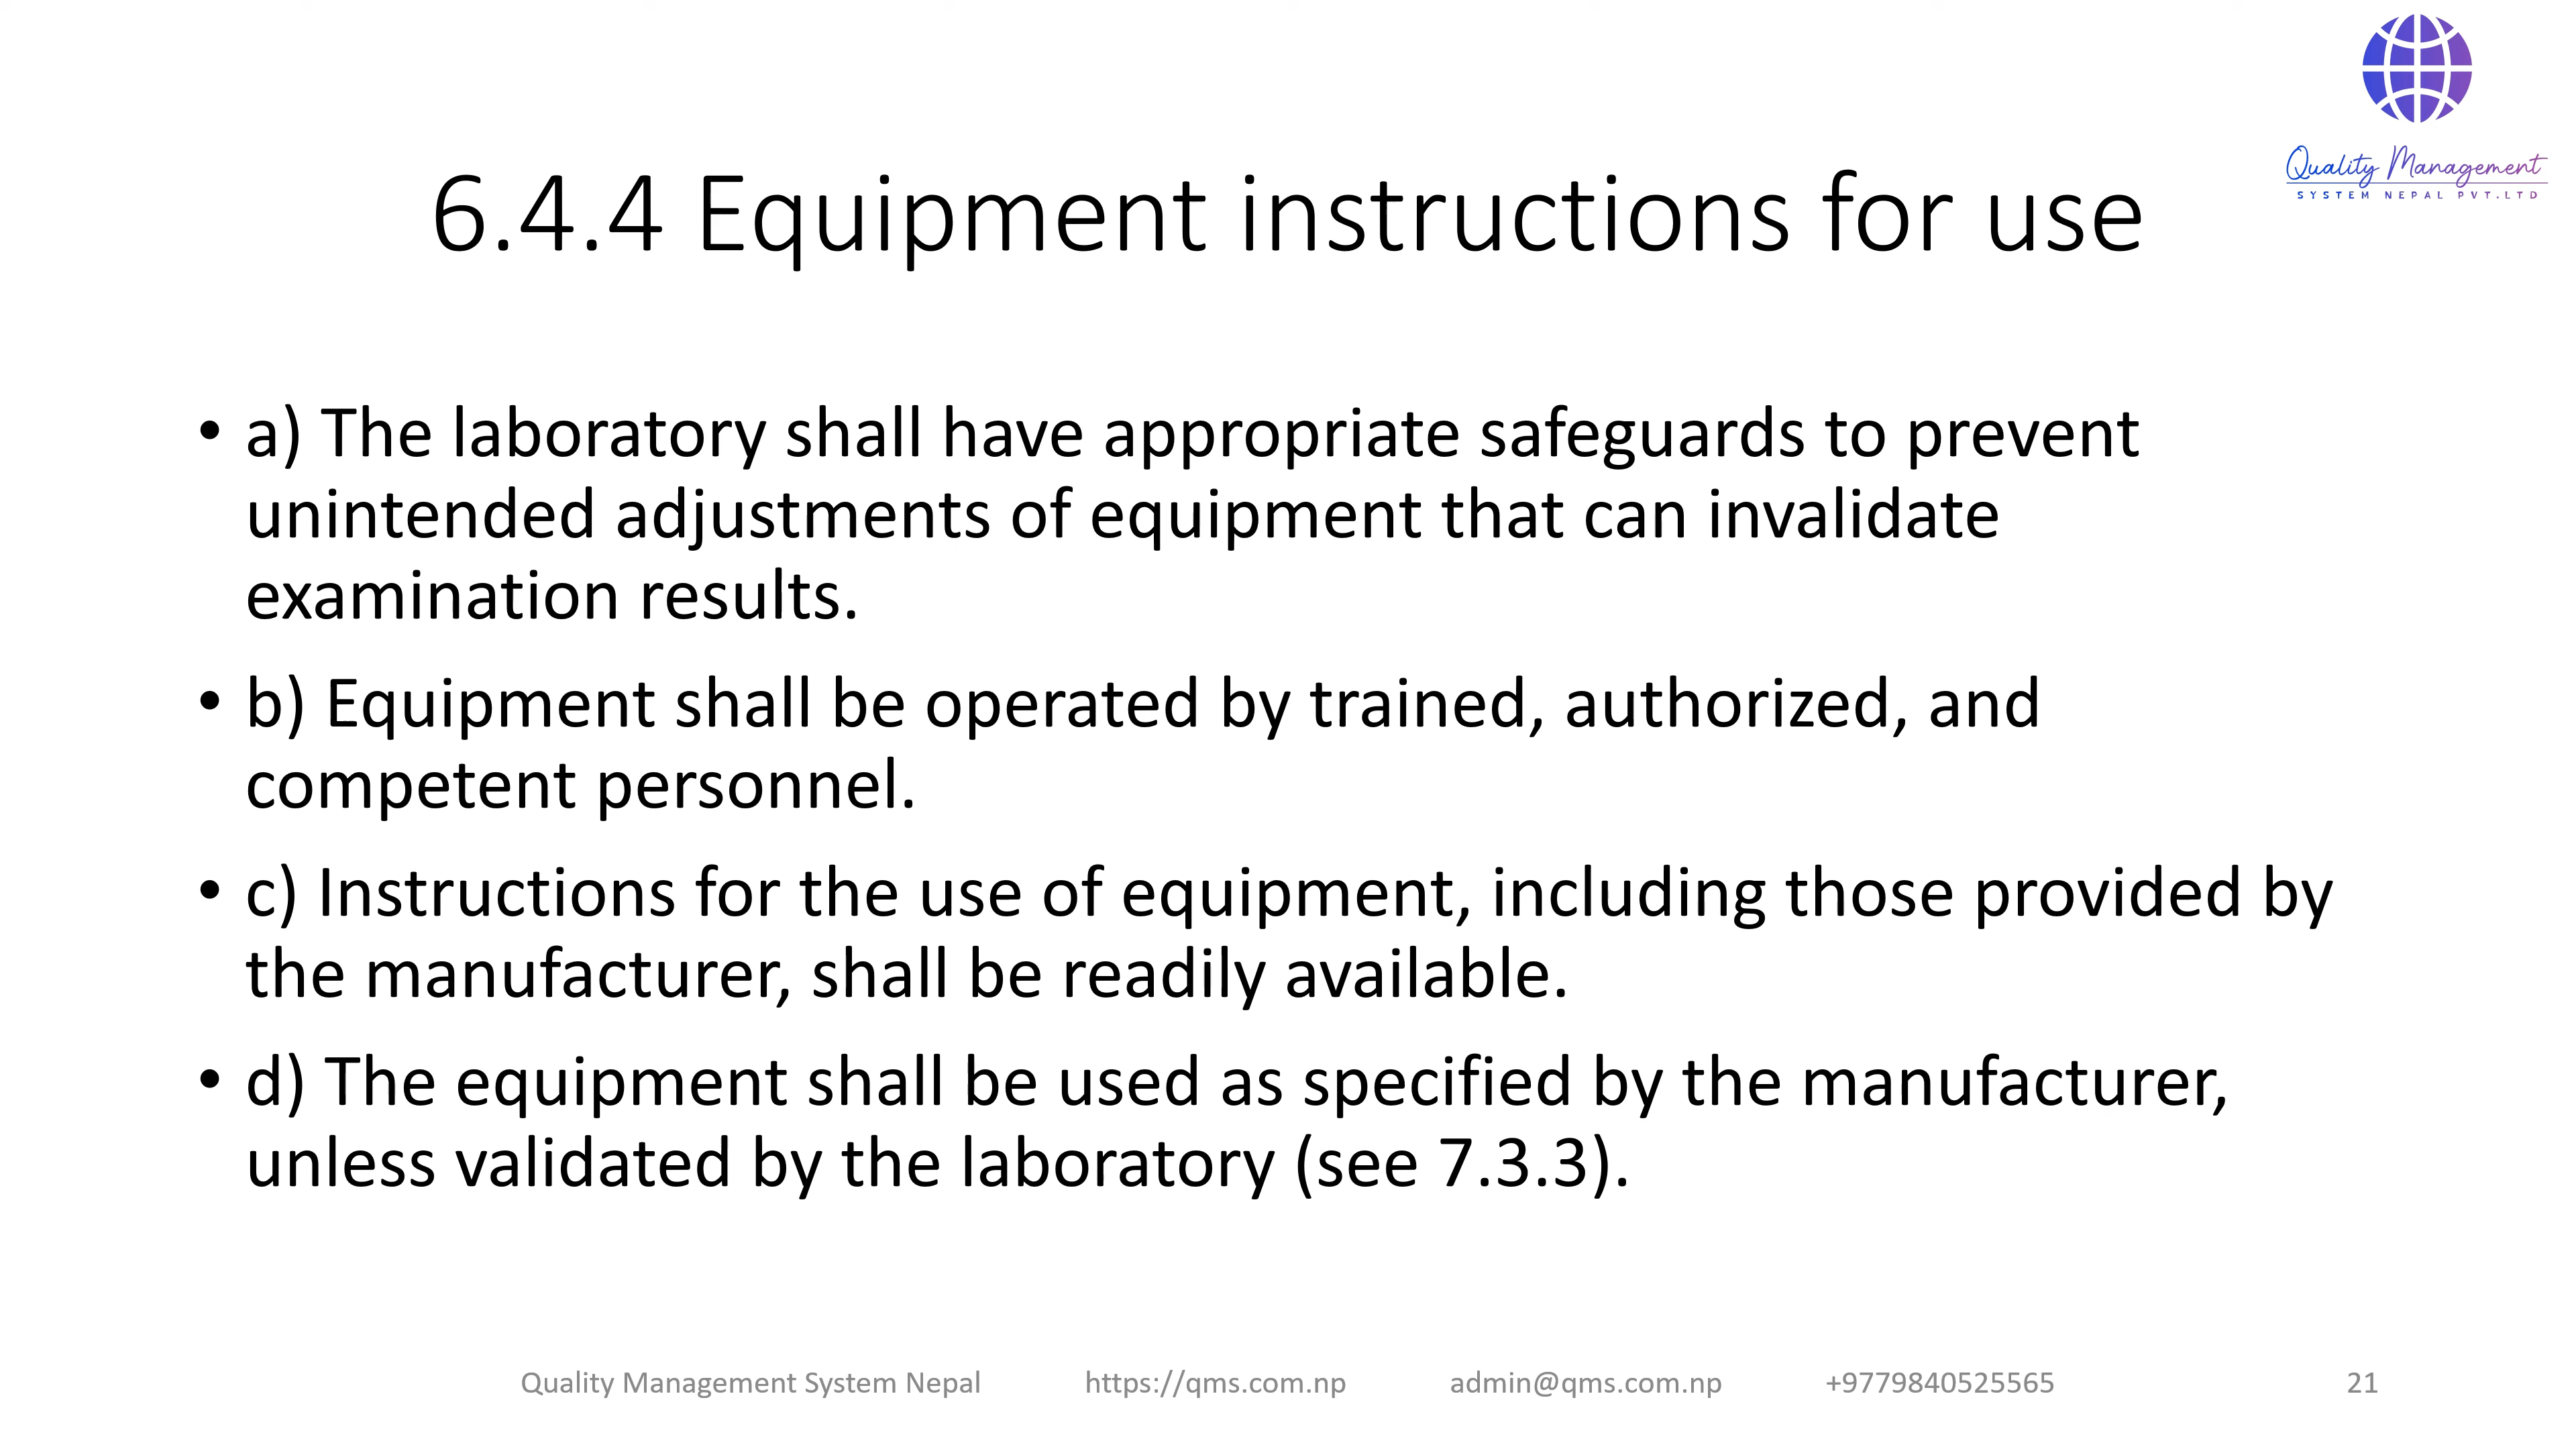 Quality Management
SYSTEM NEPAL PVT.LTD
6.4.4 Equipment instructions for use
• a) The laboratory shall have appropriate safeguards to prevent
unintended adjustments of equipment that can invalidate
examination results.
• b) Equipment shall be operated by trained, authorized, and
competent personnel.
• c) Instructions for the use of equipment, including those provided by
the manufacturer, shall be readily available.
• d) The equipment shall be used as specified by the manufacturer,
unless validated by the laboratory (see 7.3.3).
Quality Management System Nepal https://qms.com.np admin@qms.com.np +9779840525565 21